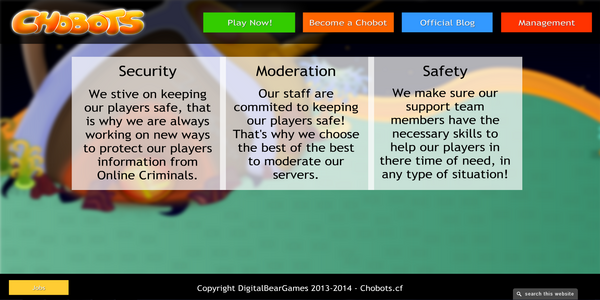 CHOBOTS
Play Now!
Become a Chobot
Official Blog
Management
Security
We stive on keeping
our players safe, that
is why we are always
working on new ways
to protect our players
information from
Online Criminals.
Moderation
Our staff are
commited to keeping
our players safe!
That's why we choose
the best of the best
to moderate our
servers.
Safety
We make sure our
support team
members have the
necessary skills to
help our players in
there time of need, in
any type of situation!
Jobs
Copyright DigitalBearGames 2013-2014 - Chobots.cf
search this website